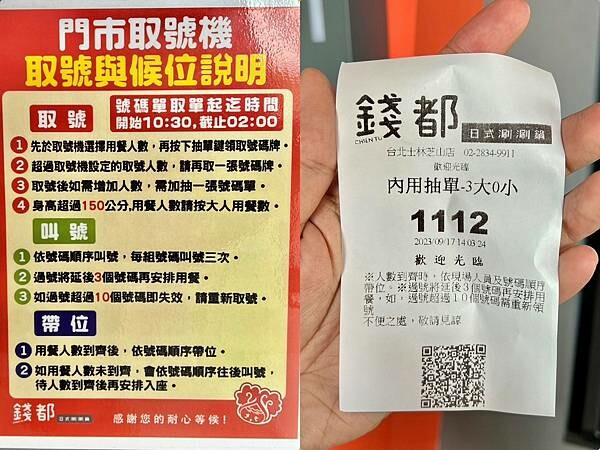 門市取號機
取號與候位說明
取號
號碼單取單起迄時間
開始10:30,截止02:00
1 先於取號機選擇用餐人數,再按下抽單鍵領取號碼牌。
2 超過取號機設定的取號人數,請再取一張號碼牌。
3 取號後如需增加人數,需加抽一張號碼單。
4 身高超過150公分,用餐人數請按大人用餐數。
叫號
1 依號碼順序叫號,每組號碼叫號三次。
2 過號將延後3個號碼再安排用餐。
3 如過號超過10個號碼即失效,請重新取號。
帶位
1 用餐人數到齊後,依號碼順序帶位。
2 如用餐人數未到齊,會依號碼順序往後叫號,
待人數到齊後再安排入座。
錢都 日式涮涮鍋
感謝您的耐心等候!
錢都 日式涮涮鍋
CHIEN TU
台北士林芝山店 02-2834-9911
歡迎光臨
內用抽單-3大0小
1112
2023/09/17 14:03:24
歡迎光臨
※人數到齊時,依現場人員及號碼順序
帶位。※過號將延後3個號碼再安排用
餐,如,過號超過10個號碼需重新領
號
不便之處,敬請見諒